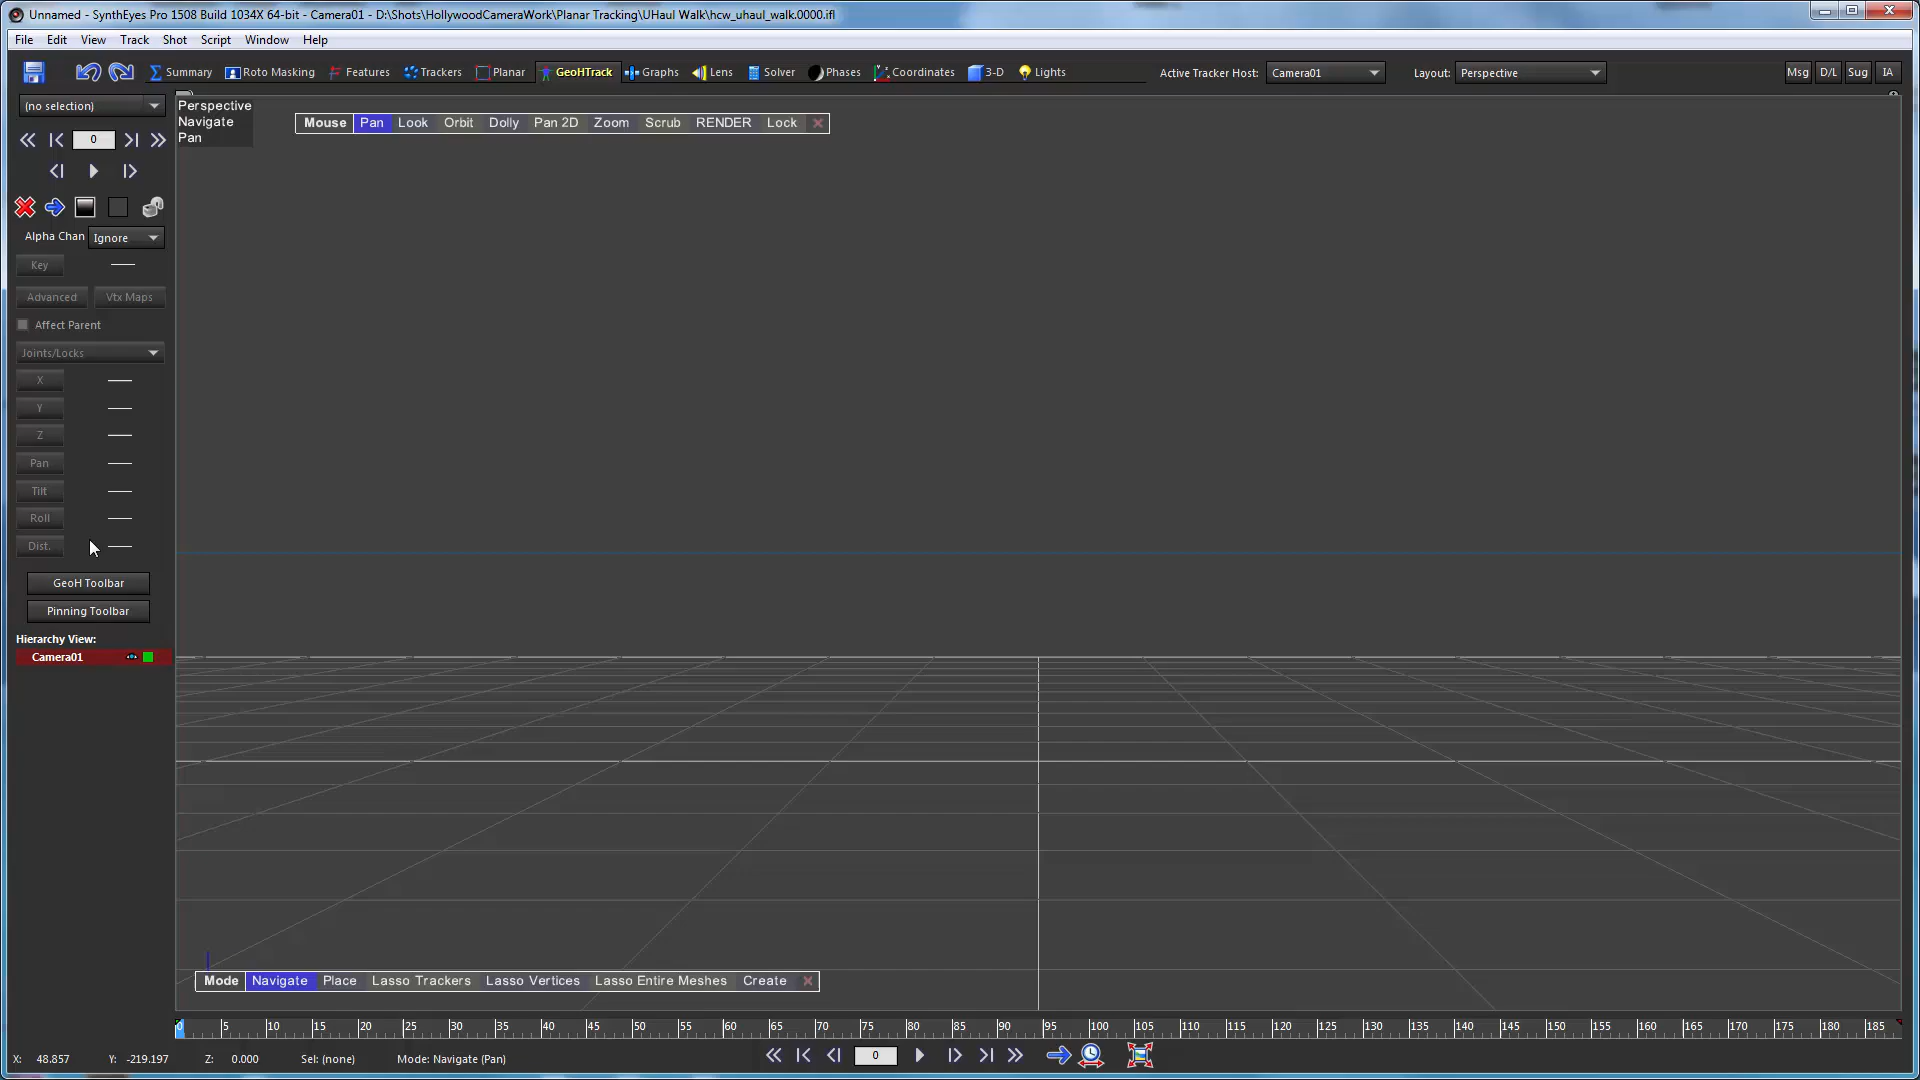 Unnamed - SynthEyes Pro 1508 Build 1034X 64-bit - Camera01 - D:\Shots\HollywoodCameraWork\Planar Tracking\UHaul Walk\hcw_uhaul_walk.0000.ifl
File Edit View Track Shot Script Window Help
Summary Roto Masking Features Trackers Planar GeoHTrack Graphs Lens Solver Phases Coordinates 3-D Lights Active Tracker Host: Camera01 Layout: Perspective Msg D/L Sug IA
(no selection)
0
Alpha Chan Ignore
Key
Advanced Vtx Maps
Affect Parent
Joints/Locks
X
Y
Z
Pan
Tilt
Roll
Dist.
GeoH Toolbar
Pinning Toolbar
Hierarchy View:
Camera01
Perspective
Navigate
Pan
Mouse Pan Look Orbit Dolly Pan 2D Zoom Scrub RENDER Lock X
Mode Navigate Place Lasso Trackers Lasso Vertices Lasso Entire Meshes Create X
0 5 10 15 20 25 30 35 40 45 50 55 60 65 70 75 80 85 90 95 100 105 110 115 120 125 130 135 140 145 150 155 160 165 170 175 180 185
X: 48.857 Y: -219.197 Z: 0.000 Sel: (none) Mode: Navigate (Pan) 0